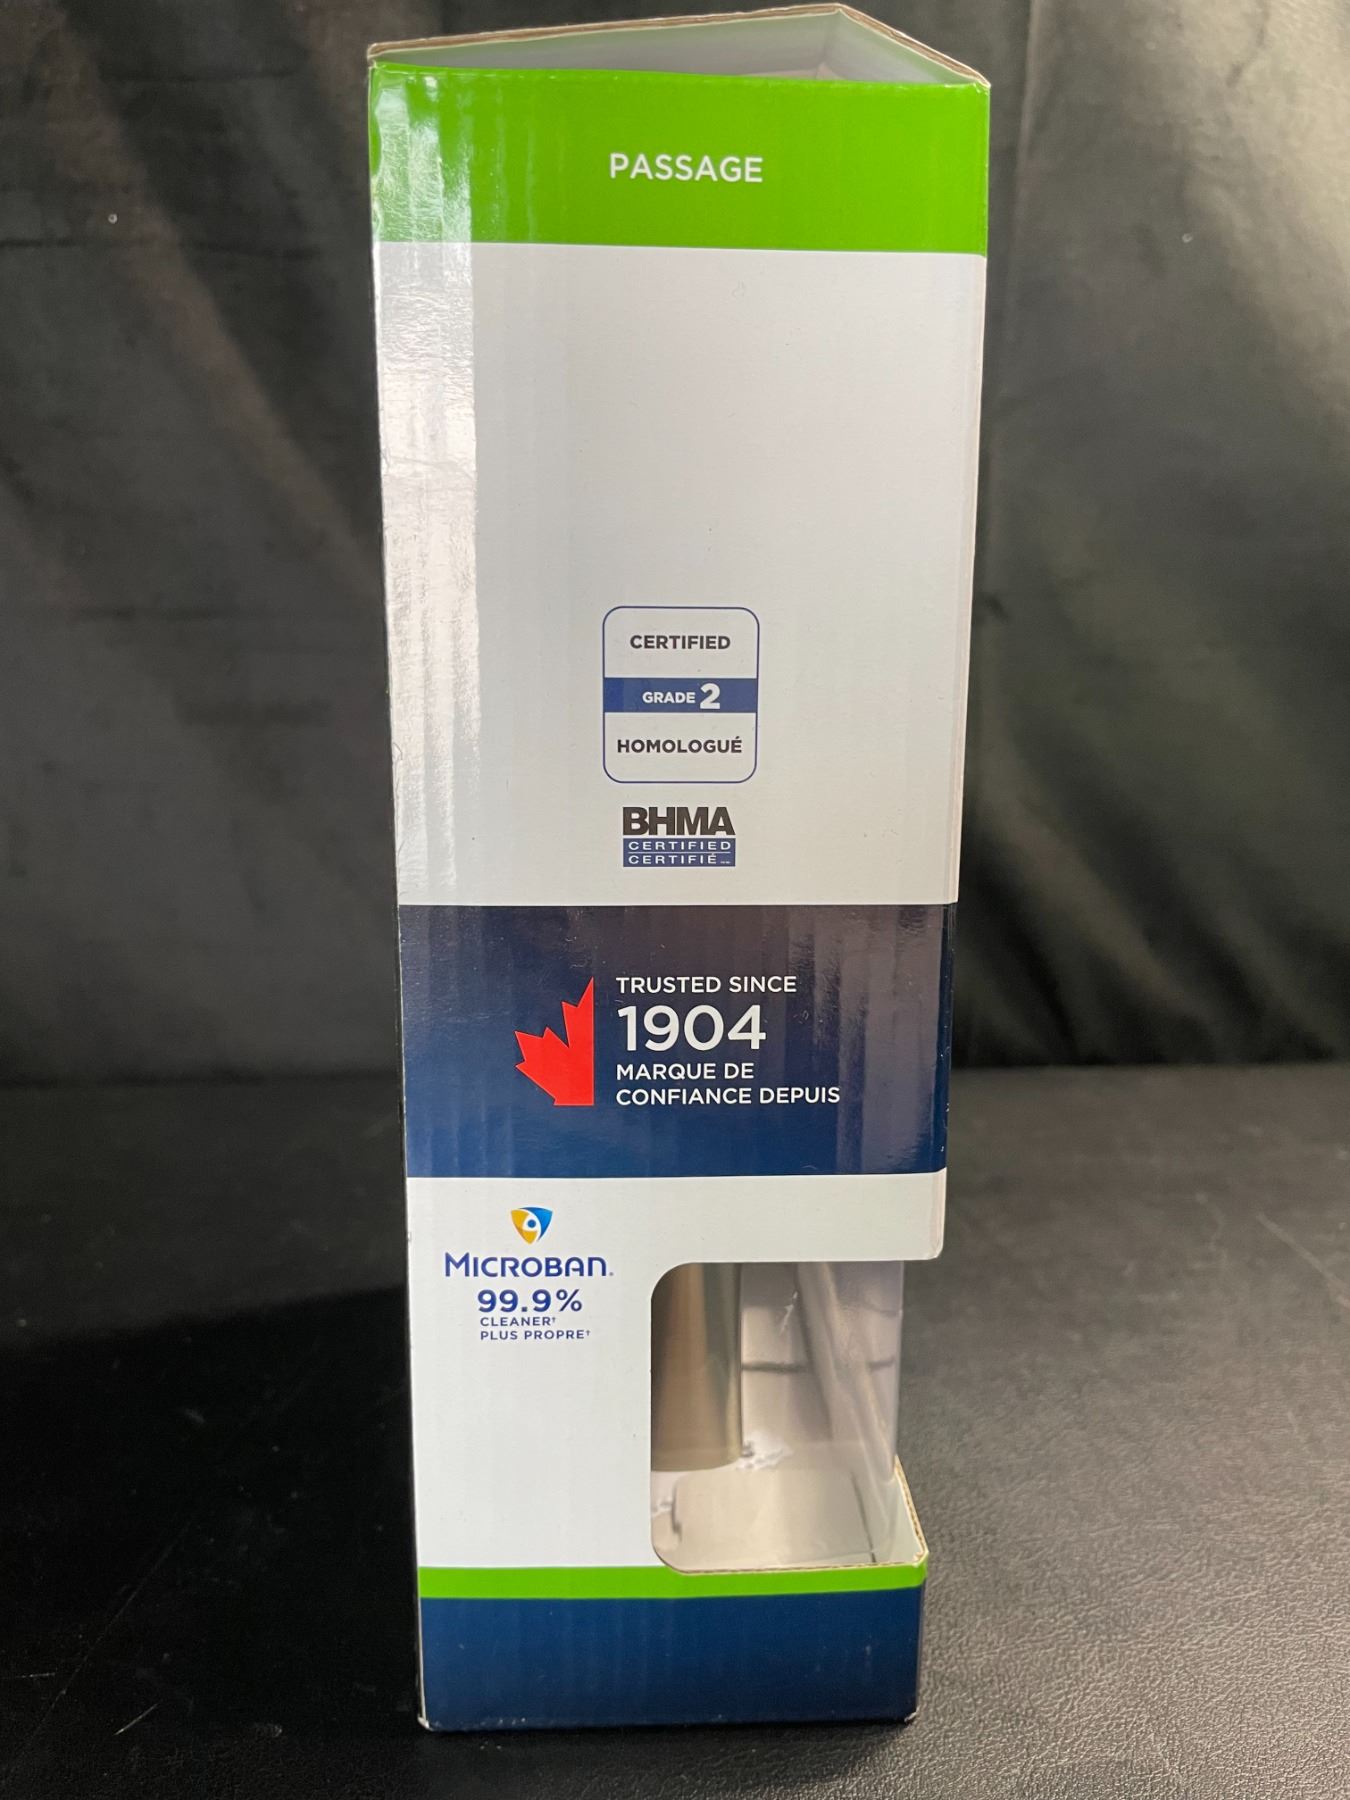 PASSAGE
CERTIFIED
GRADE 2
HOMOLOGUÉ
BHMA
CERTIFIED
CERTIFIÉ
TRUSTED SINCE
1904
MARQUE DE
CONFIANCE DEPUIS
MICROBAN
99.9%
CLEANER†
PLUS PROPRE†